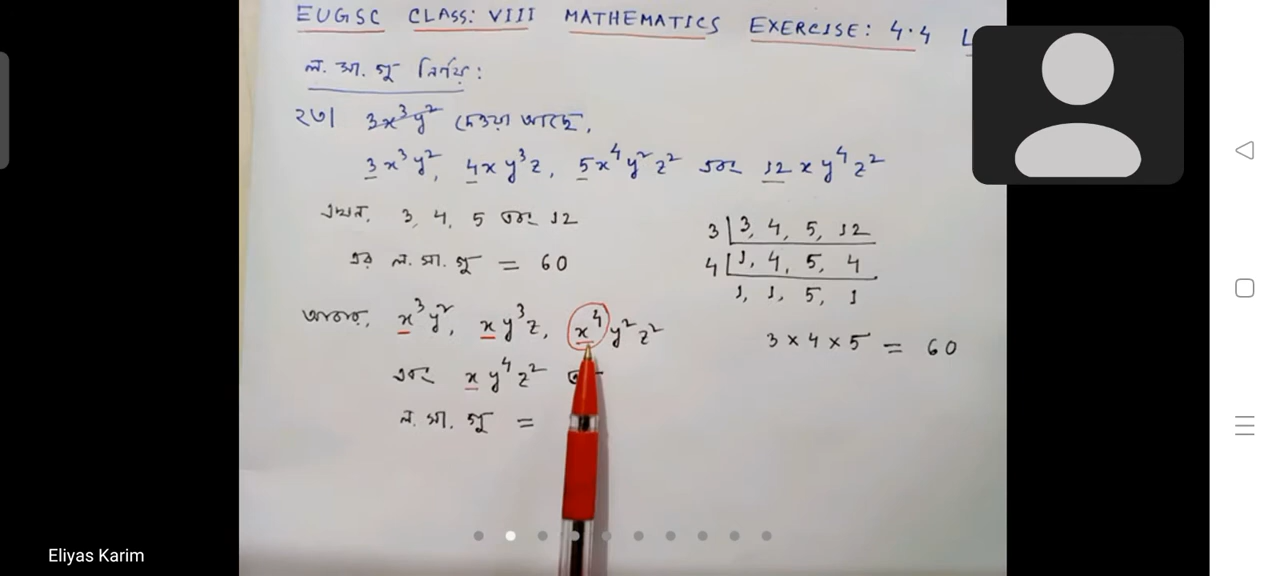 EUGSC CLASS: VIII MATHEMATICS EXERCISE: 4.4 L
ল. সা. গু নির্ণয়:
২৩। 3x³y² দেওয়া আছে,
3x³y², 4xy³z, 5x⁴y²z² এবং 12xy⁴z²
এখন, 3, 4, 5 এবং 12
এর ল. সা. গু = 60
3 | 3, 4, 5, 12
4 | 1, 4, 5, 4
1, 1, 5, 1
3 × 4 × 5 = 60
আবার, x³y², xy³z, x⁴y²z²
এবং xy⁴z²
ল. সা. গু =
Eliyas Karim